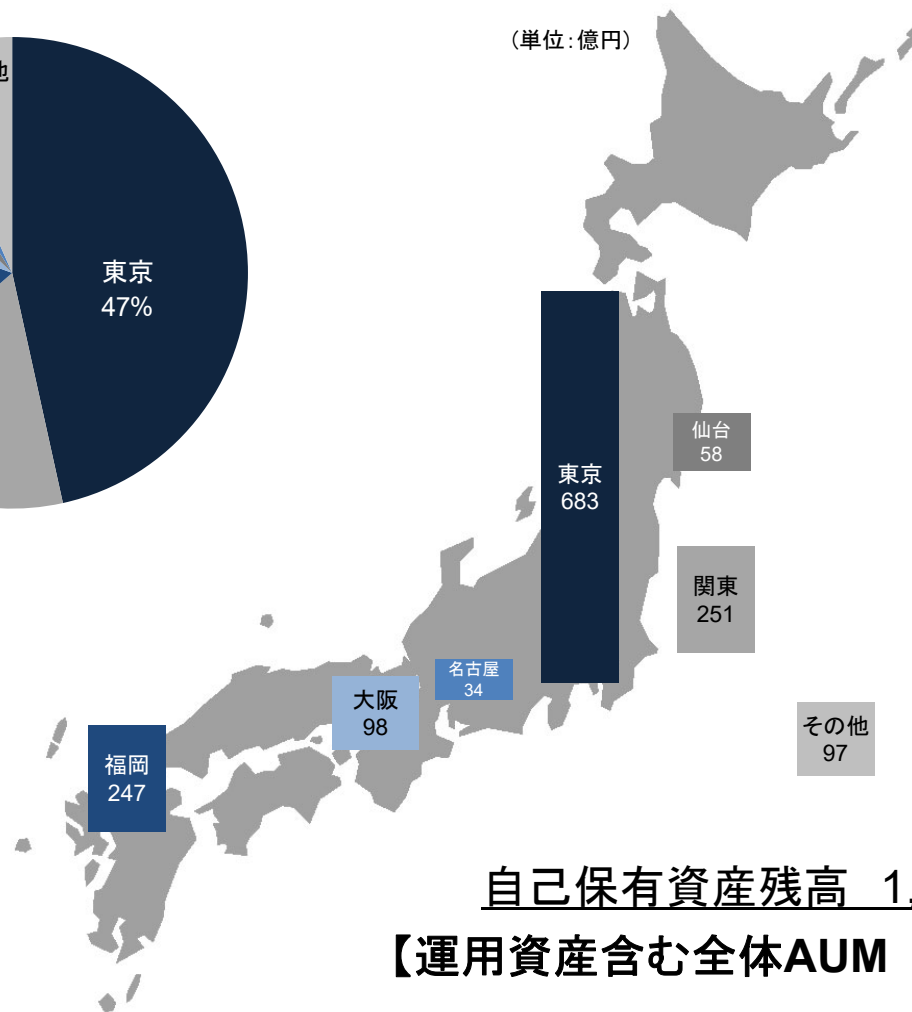 (単位:億円)
他
東京
47%
仙台
58
東京
683
関東
251
名古屋
34
大阪
98
その他
97
福岡
247
自己保有資産残高 1
【運用資産含む全体AUM